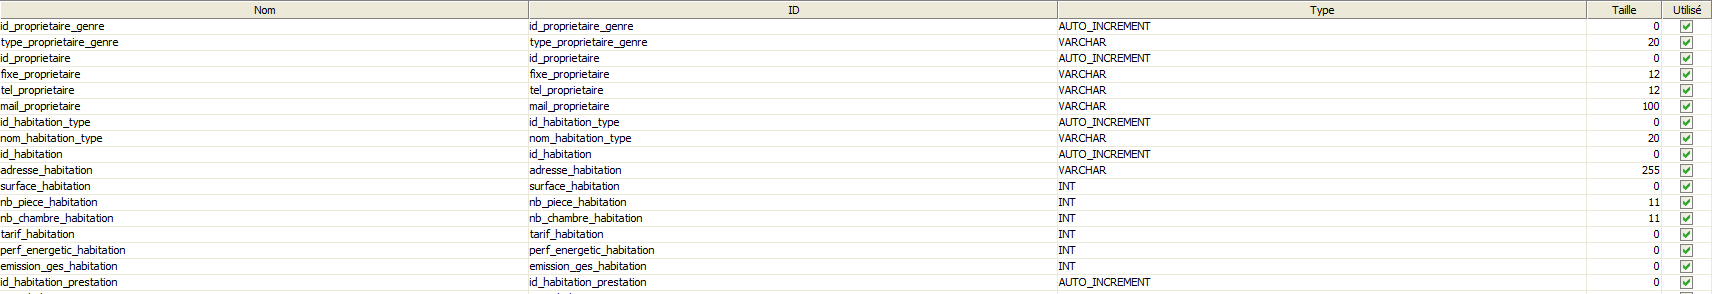 Nom ID Type Taille Utilisé
id_proprietaire_genre id_proprietaire_genre AUTO_INCREMENT 0
type_proprietaire_genre type_proprietaire_genre VARCHAR 20
id_proprietaire id_proprietaire AUTO_INCREMENT 0
fixe_proprietaire fixe_proprietaire VARCHAR 12
tel_proprietaire tel_proprietaire VARCHAR 12
mail_proprietaire mail_proprietaire VARCHAR 100
id_habitation_type id_habitation_type AUTO_INCREMENT 0
nom_habitation_type nom_habitation_type VARCHAR 20
id_habitation id_habitation AUTO_INCREMENT 0
adresse_habitation adresse_habitation VARCHAR 255
surface_habitation surface_habitation INT 0
nb_piece_habitation nb_piece_habitation INT 11
nb_chambre_habitation nb_chambre_habitation INT 11
tarif_habitation tarif_habitation INT 0
perf_energetic_habitation perf_energetic_habitation INT 0
emission_ges_habitation emission_ges_habitation INT 0
id_habitation_prestation id_habitation_prestation AUTO_INCREMENT 0